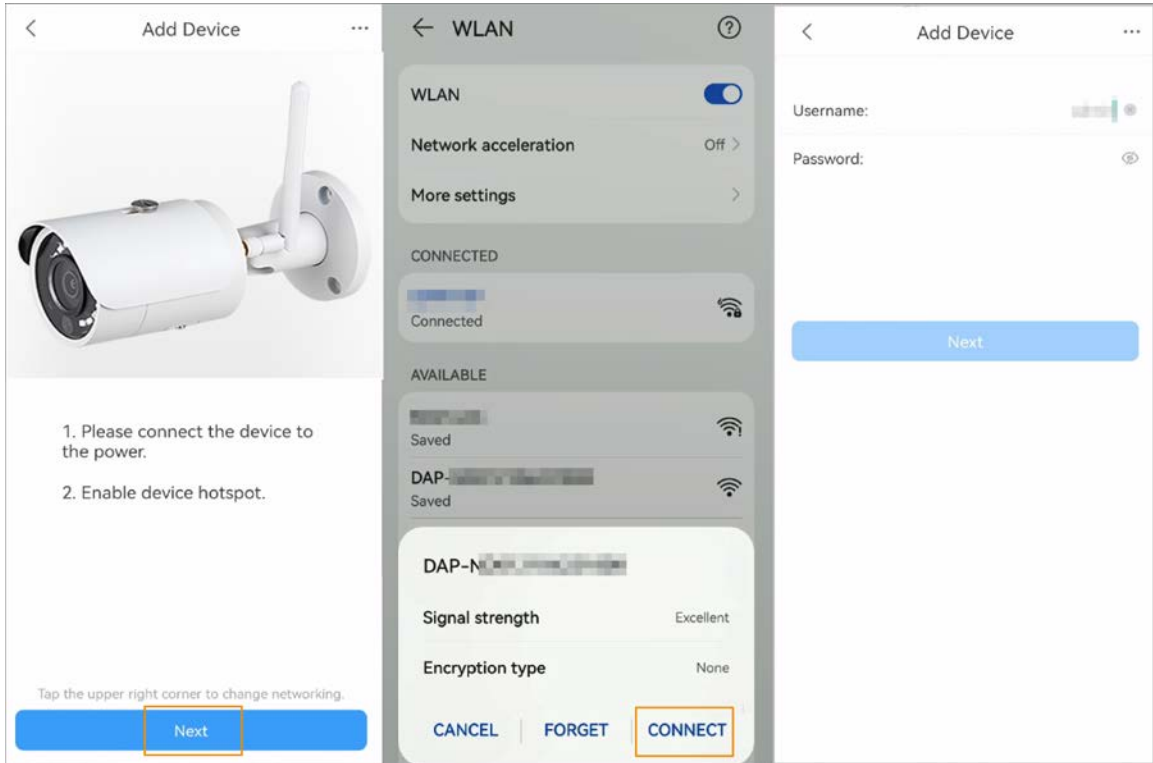 Add Device
...
1. Please connect the device to
the power.
2. Enable device hotspot.
Tap the upper right corner to change networking.
Next
WLAN
WLAN
Network acceleration Off
More settings
CONNECTED
Connected
AVAILABLE
Saved
DAP-
Saved
DAP-N
Signal strength Excellent
Encryption type None
CANCEL FORGET CONNECT
Add Device
...
Username:
Password:
Next